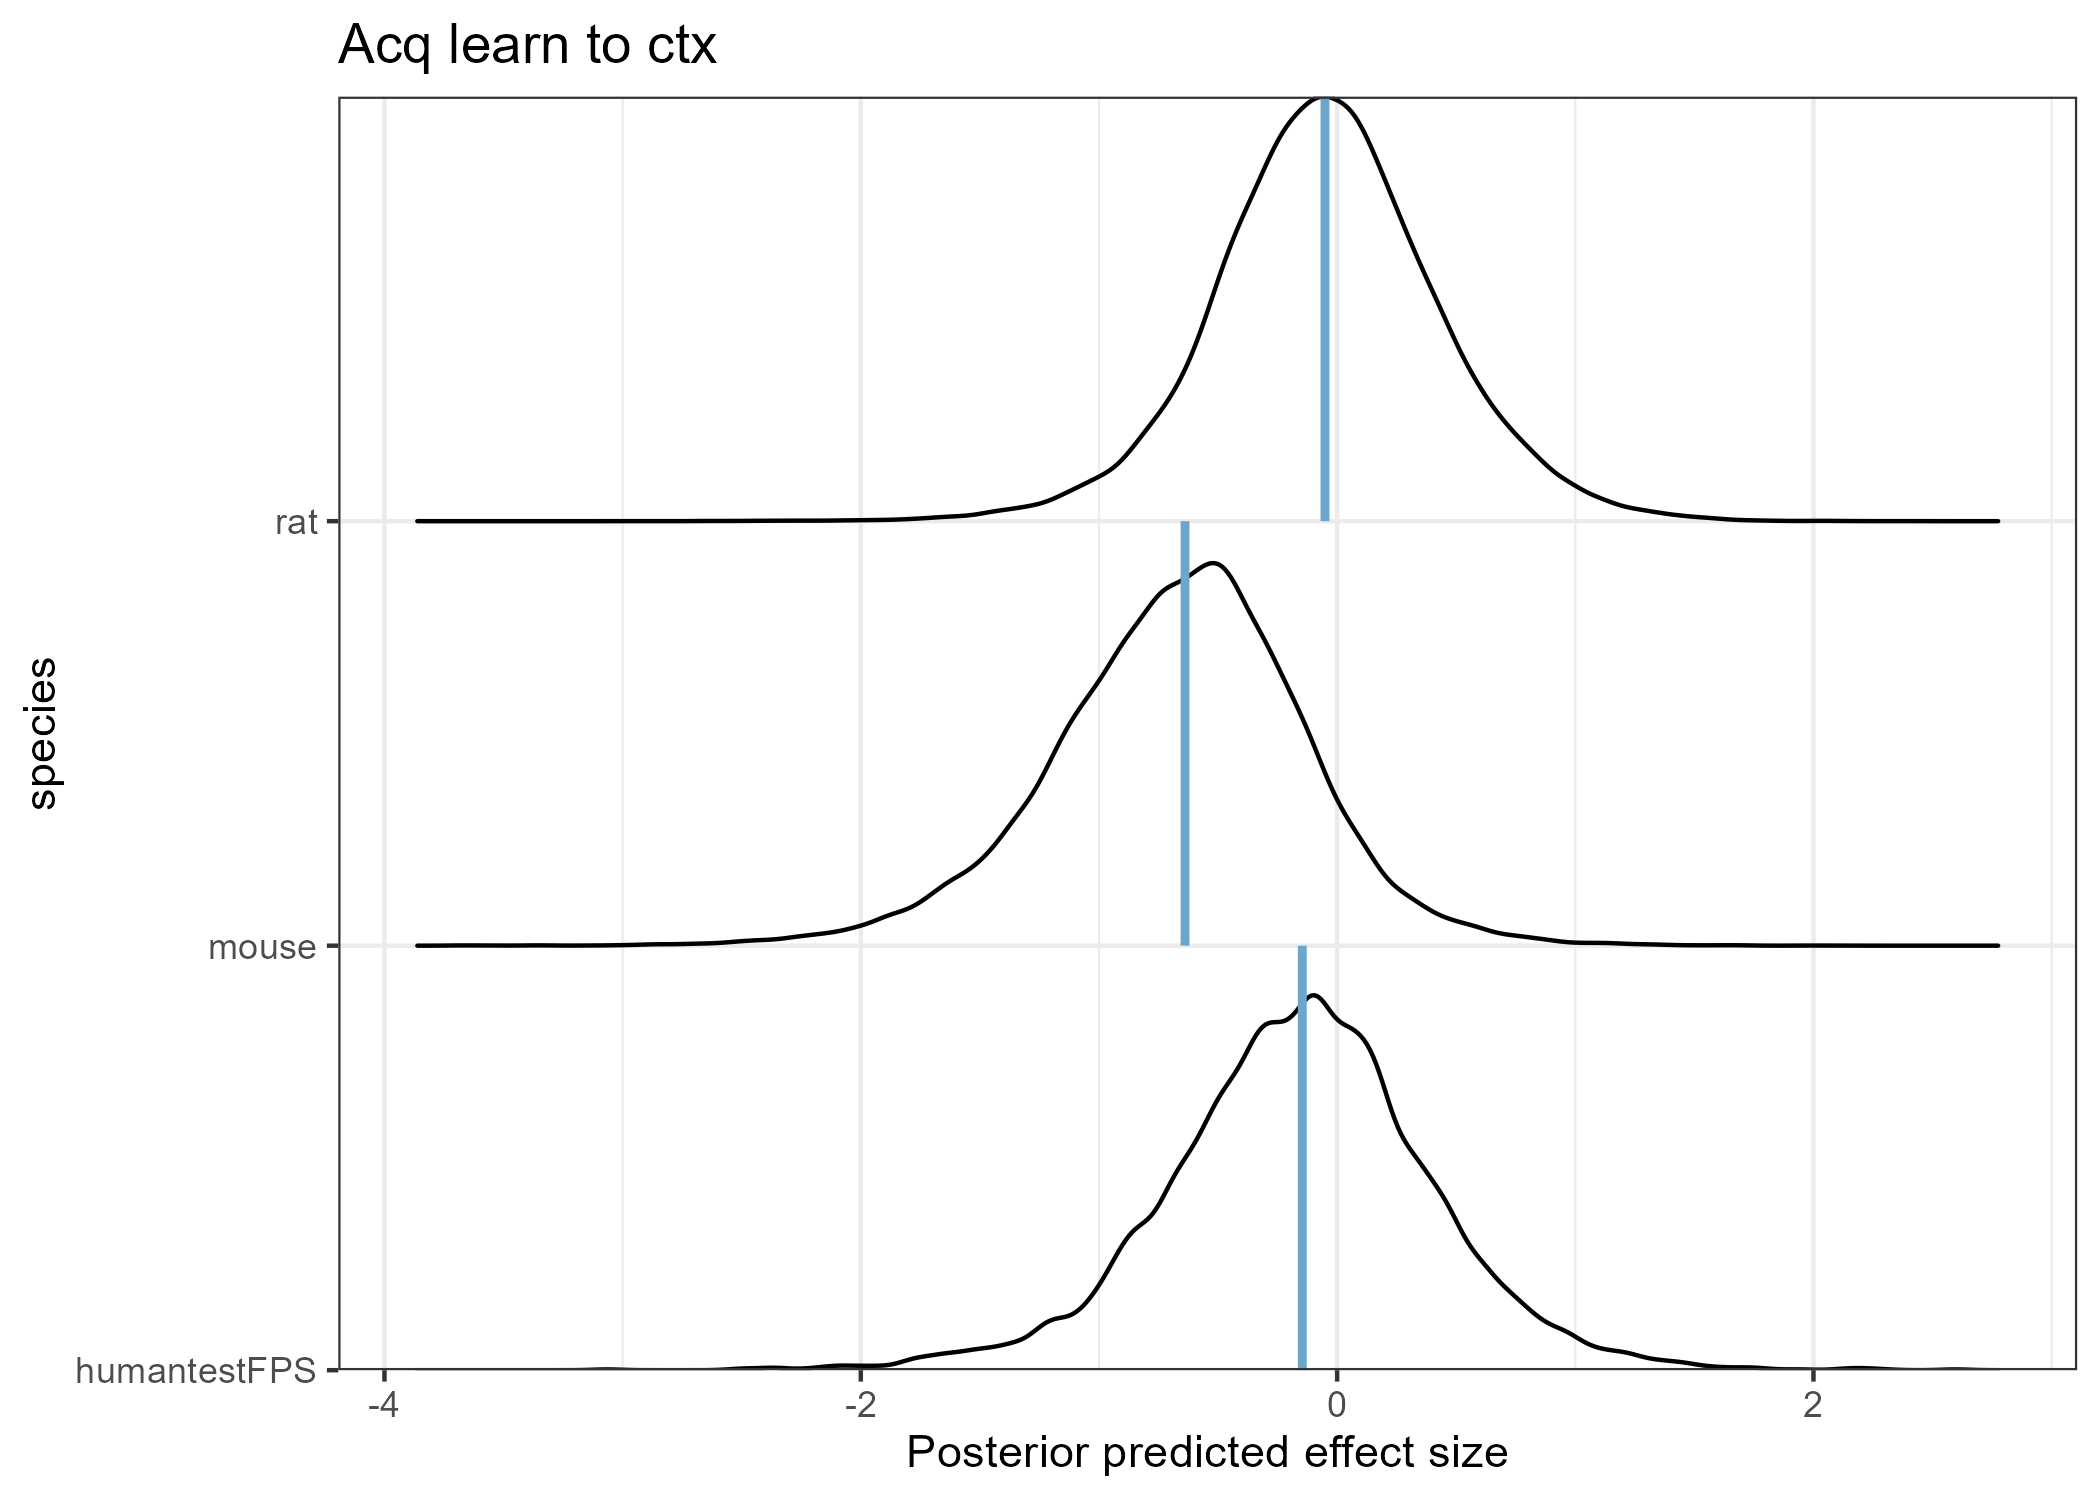 Acq learn to ctx
species
rat
mouse
humantestFPS
-4 -2 0 2
Posterior predicted effect size